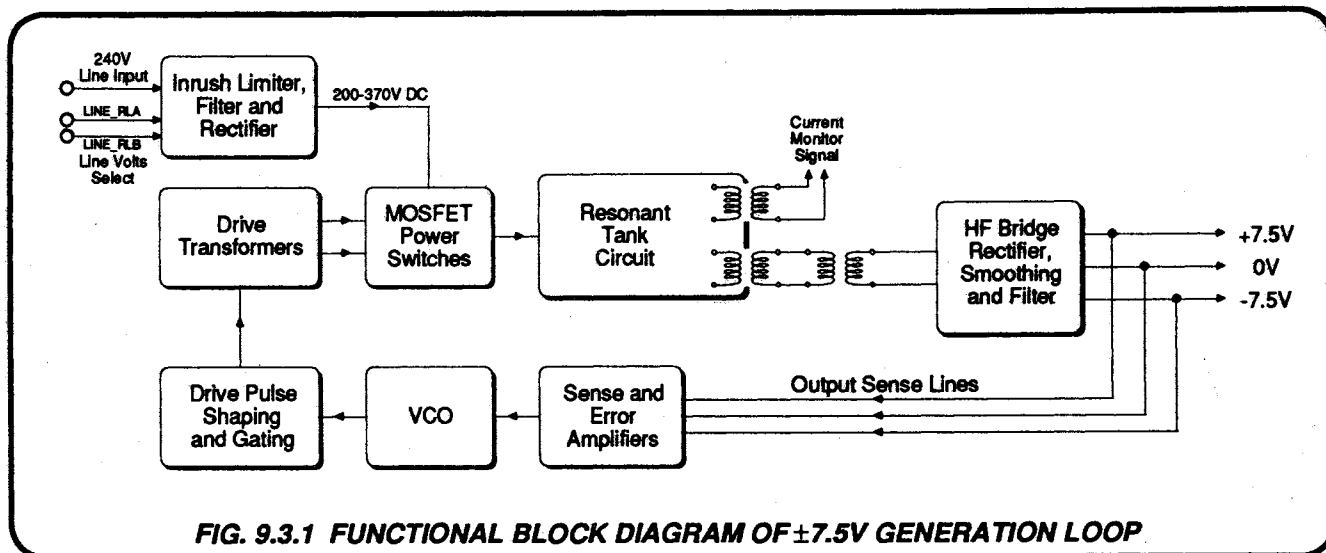 240V
Line Input
LINE_RLA
LINE_RLB
Line Volts
Select
Inrush Limiter,
Filter and
Rectifier
200-370V DC
Current
Monitor
Signal
Drive
Transformers
MOSFET
Power
Switches
Resonant
Tank
Circuit
HF Bridge
Rectifier,
Smoothing
and Filter
+7.5V
0V
-7.5V
Drive Pulse
Shaping
and Gating
VCO
Sense and
Error
Amplifiers
Output Sense Lines
FIG. 9.3.1 FUNCTIONAL BLOCK DIAGRAM OF ±7.5V GENERATION LOOP